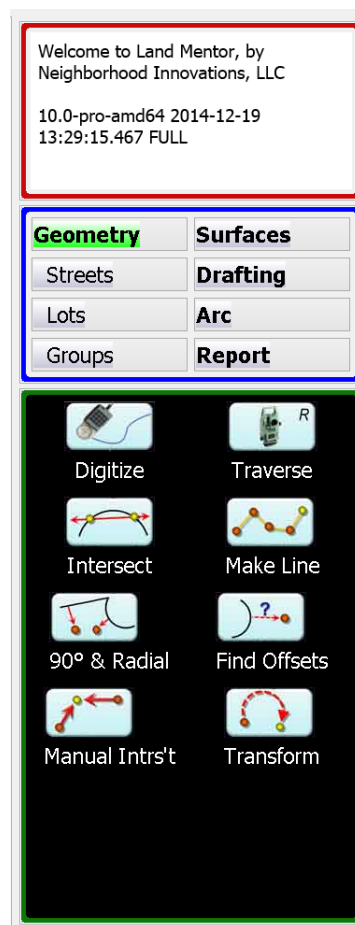 Welcome to Land Mentor, by
Neighborhood Innovations, LLC
10.0-pro-amd64 2014-12-19
13:29:15.467 FULL
Geometry Surfaces
Streets Drafting
Lots Arc
Groups Report
R
Digitize Traverse
Intersect Make Line
?
90º & Radial Find Offsets
Manual Intrs't Transform